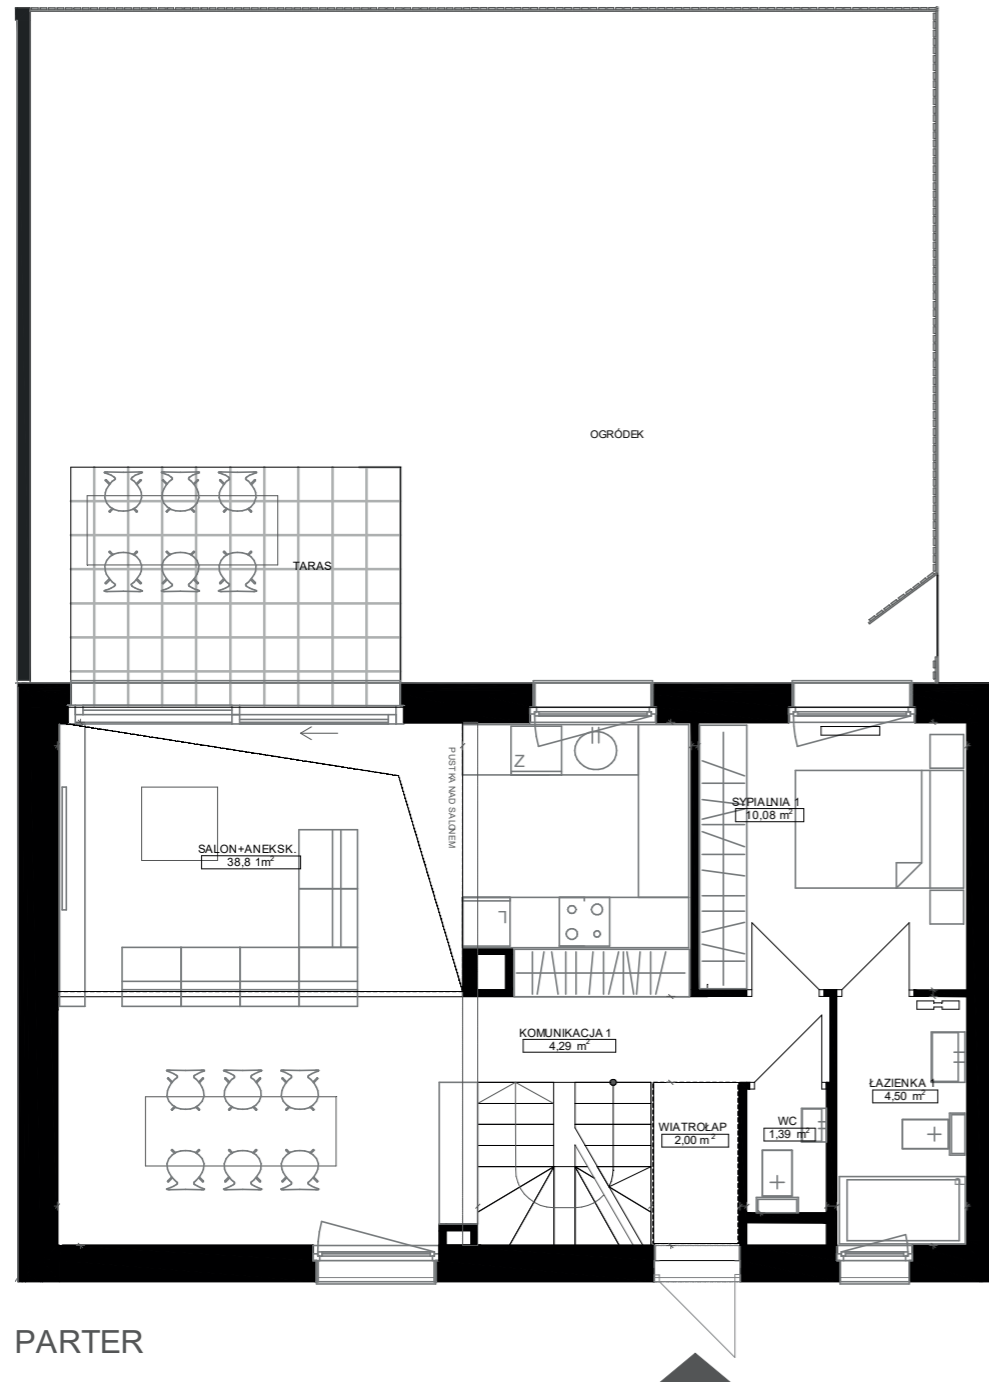 OGRÓDEK
TARAS
PUSTKA NAD SALONEM
Z
SYPIALNIA 1
10,08 m²
SALON+ANEKSK.
38,8 1m²
KOMUNIKACJA 1
4,29 m²
ŁAZIENKA 1
4,50 m²
WC
1,39 m²
WIATROŁAP
2,00 m²
PARTER